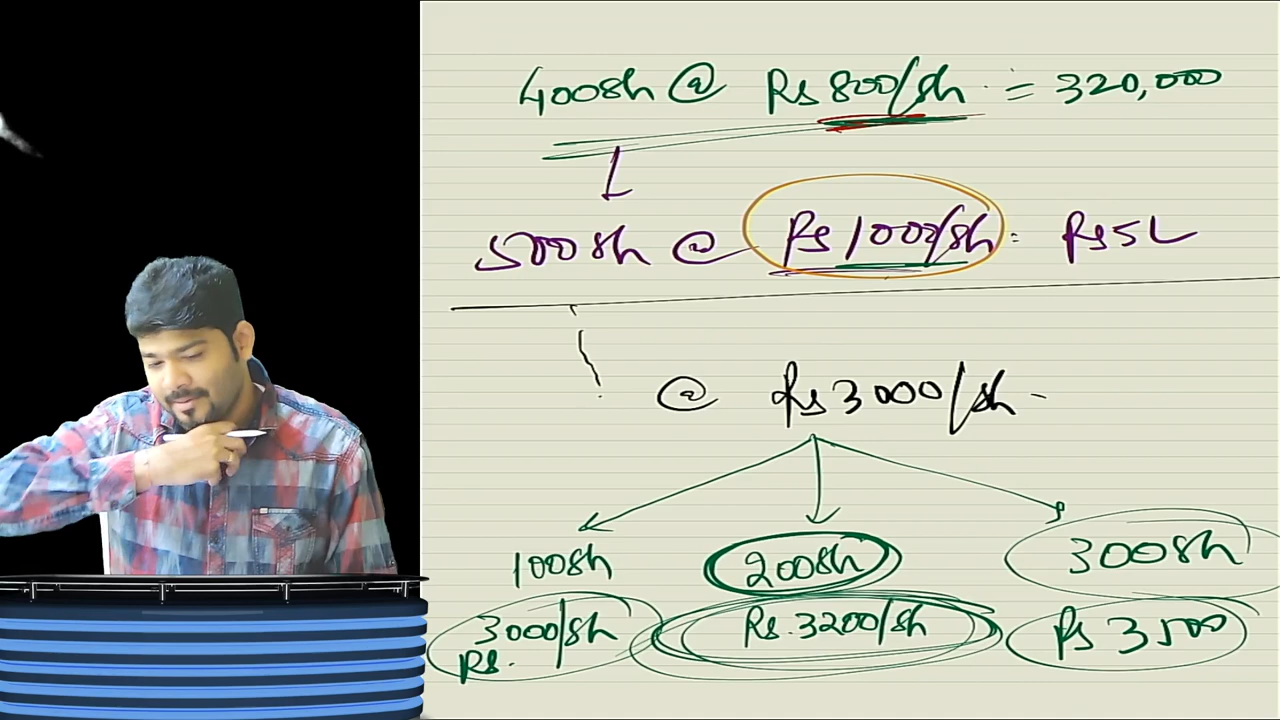 400sh @ Rs 800/sh = 320,000
500sh @ Rs 1000/sh = Rs 5L
@ Rs 3000/sh
100sh 200sh 300sh
3000/sh Rs. 3200/sh Rs 3500
Rs.